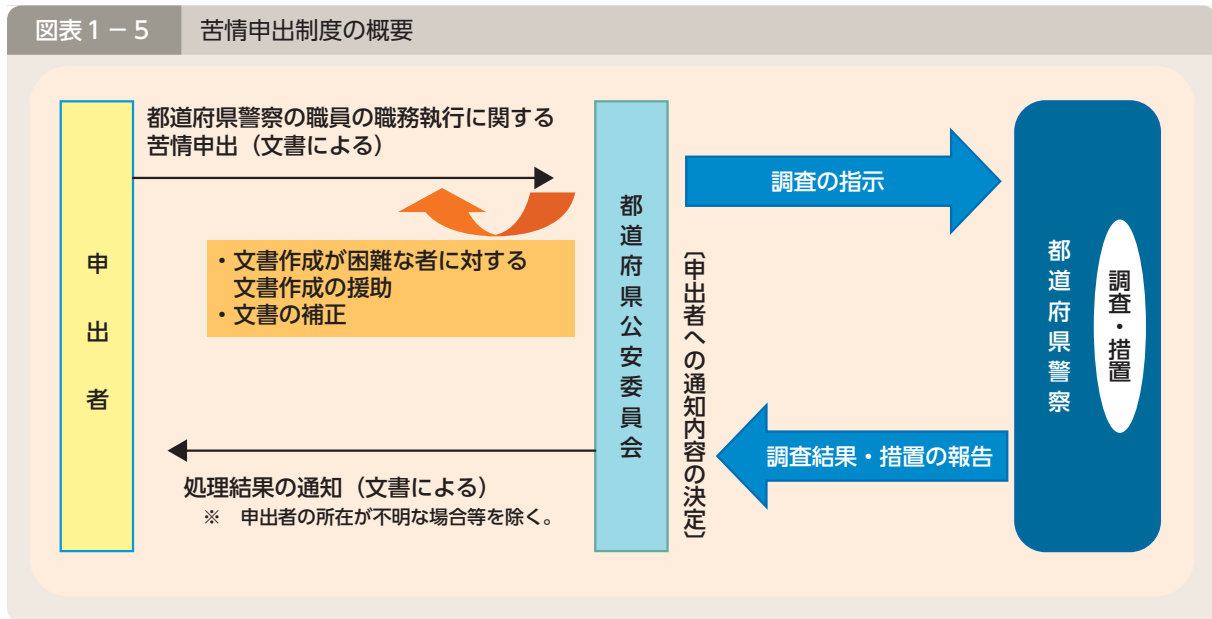 図表1-5 苦情申出制度の概要
都道府県警察の職員の職務執行に関する
苦情申出（文書による）
申出者
・文書作成が困難な者に対する
文書作成の援助
・文書の補正
都道府県公安委員会
調査の指示
〔申出者への通知内容の決定〕
都道府県警察
調査・措置
調査結果・措置の報告
処理結果の通知（文書による）
※　申出者の所在が不明な場合等を除く。